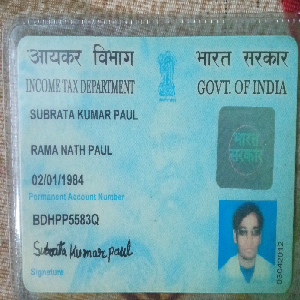 आयकर विभाग भारत सरकार
INCOME TAX DEPARTMENT GOVT. OF INDIA
SUBRATA KUMAR PAUL
RAMA NATH PAUL
भारत सरकार
02/01/1984
Permanent Account Number
BDHPP5583Q
Subrata Kumar paul
Signature
03042012